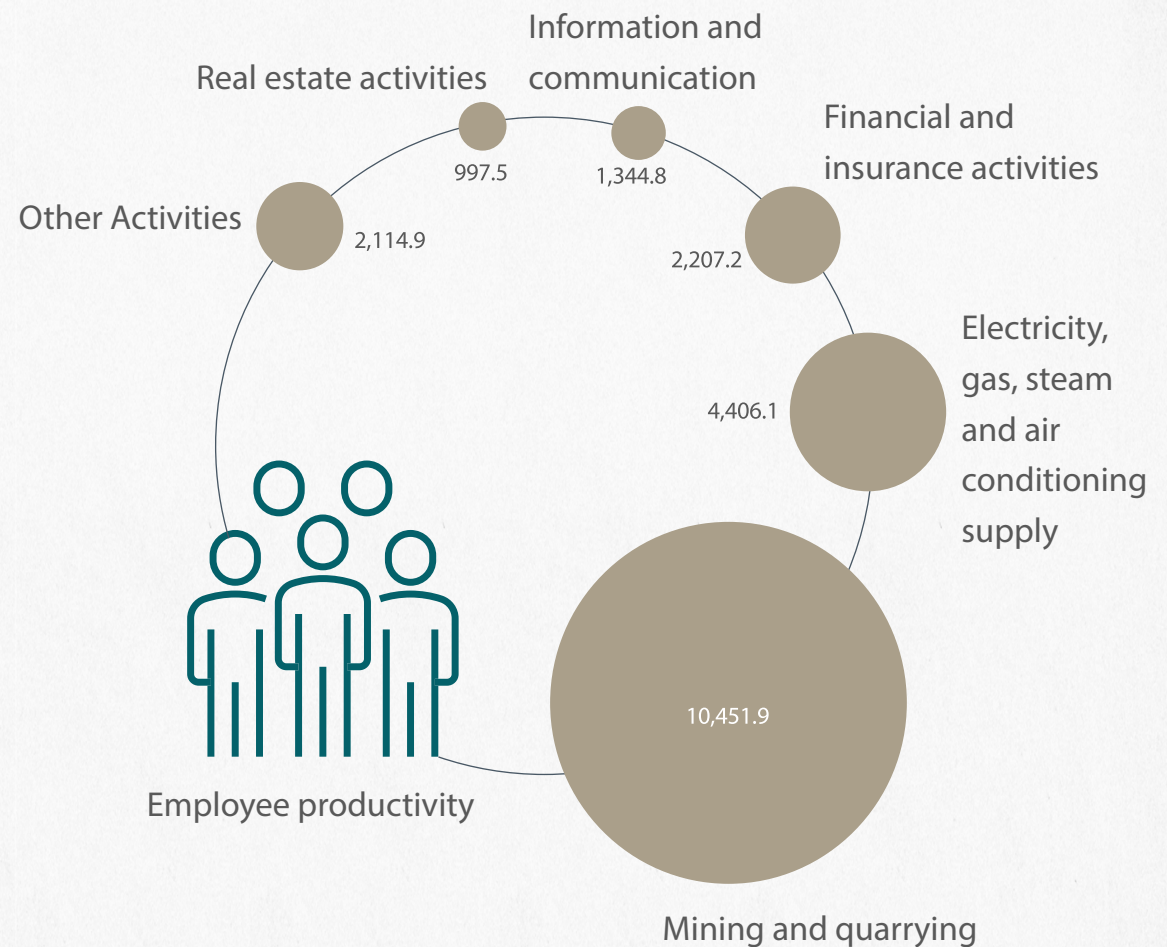 Information and
communication
Real estate activities
997.5
1,344.8
Financial and
insurance activities
2,207.2
Other Activities
2,114.9
Electricity,
gas, steam
and air
conditioning
supply
4,406.1
10,451.9
Employee productivity
Mining and quarrying